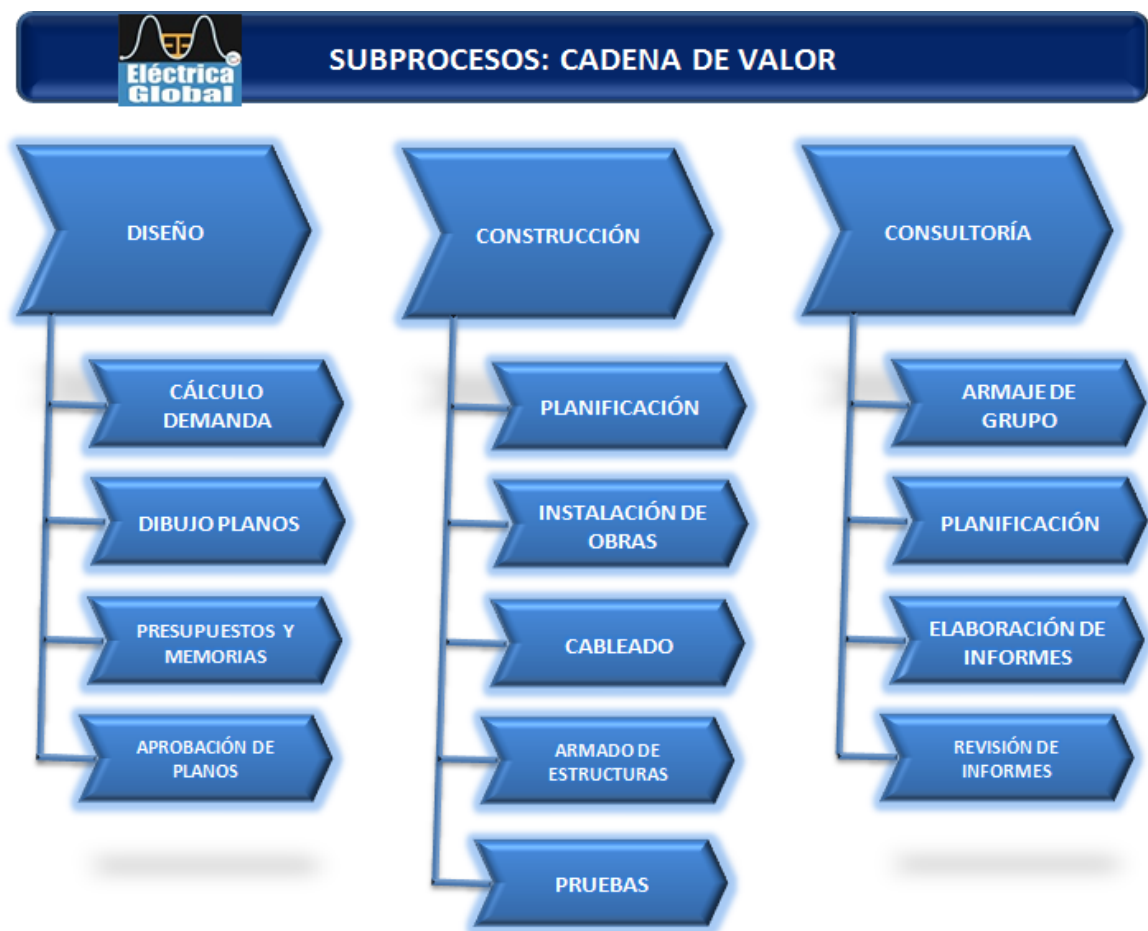 Eléctrica
Global
SUBPROCESOS: CADENA DE VALOR
DISEÑO
CÁLCULO
DEMANDA
DIBUJO PLANOS
PRESUPUESTOS Y
MEMORIAS
APROBACIÓN DE
PLANOS
CONSTRUCCIÓN
PLANIFICACIÓN
INSTALACIÓN DE
OBRAS
CABLEADO
ARMADO DE
ESTRUCTURAS
PRUEBAS
CONSULTORÍA
ARMAJE DE
GRUPO
PLANIFICACIÓN
ELABORACIÓN DE
INFORMES
REVISIÓN DE
INFORMES